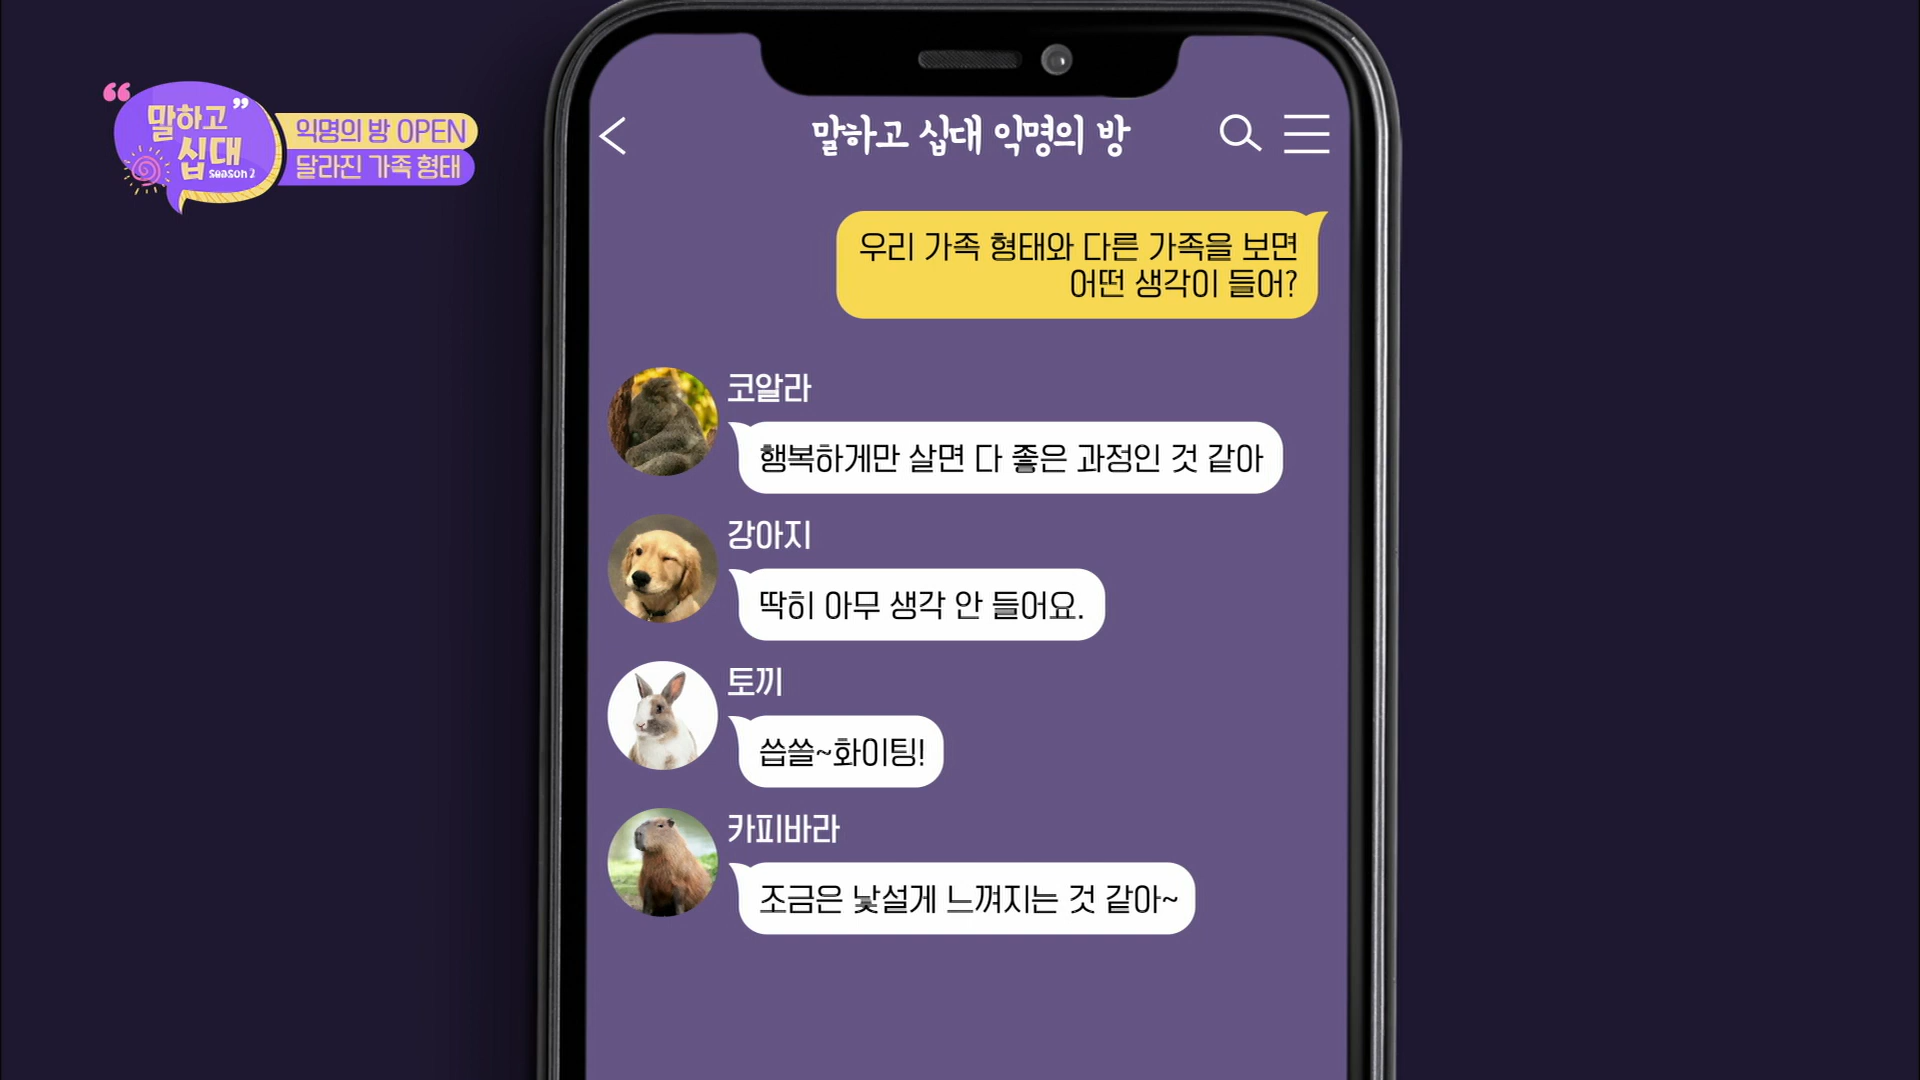 말하고
십대
season 2
익명의 방 OPEN
달라진 가족 형태
말하고 십대 익명의 방
우리 가족 형태와 다른 가족을 보면
어떤 생각이 들어?
코알라
행복하게만 살면 다 좋은 과정인 것 같아
강아지
딱히 아무 생각 안 들어요.
토끼
씁쓸~화이팅!
카피바라
조금은 낯설게 느껴지는 것 같아~